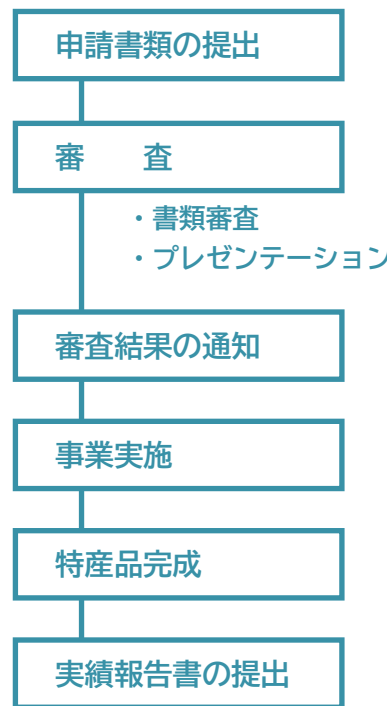 申請書類の提出
審　　査
・書類審査
・プレゼンテーション
審査結果の通知
事業実施
特産品完成
実績報告書の提出